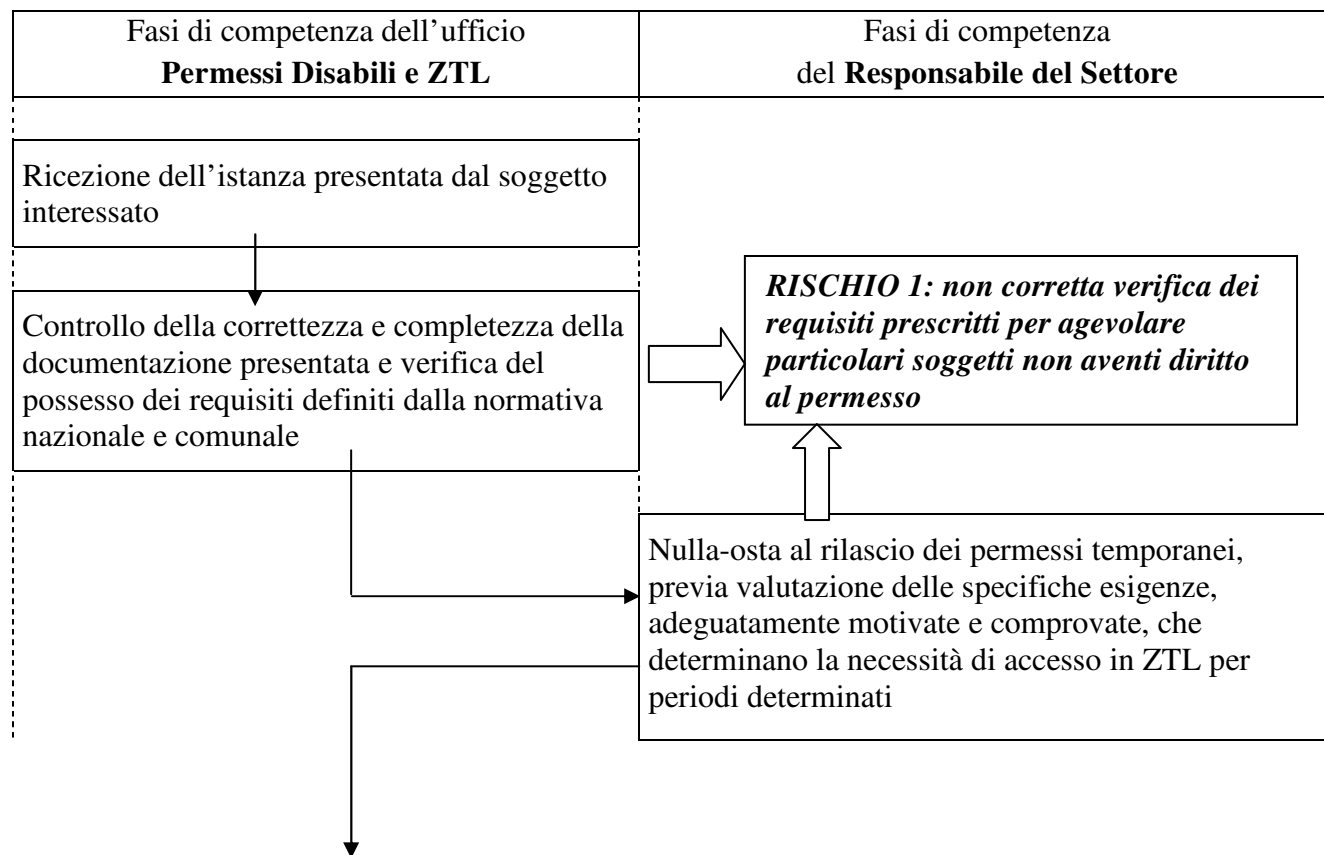 Fasi di competenza dell’ufficio
Permessi Disabili e ZTL
Fasi di competenza
del Responsabile del Settore
Ricezione dell’istanza presentata dal soggetto
interessato
Controllo della correttezza e completezza della
documentazione presentata e verifica del
possesso dei requisiti definiti dalla normativa
nazionale e comunale
RISCHIO 1: non corretta verifica dei
requisiti prescritti per agevolare
particolari soggetti non aventi diritto
al permesso
Nulla-osta al rilascio dei permessi temporanei,
previa valutazione delle specifiche esigenze,
adeguatamente motivate e comprovate, che
determinano la necessità di accesso in ZTL per
periodi determinati